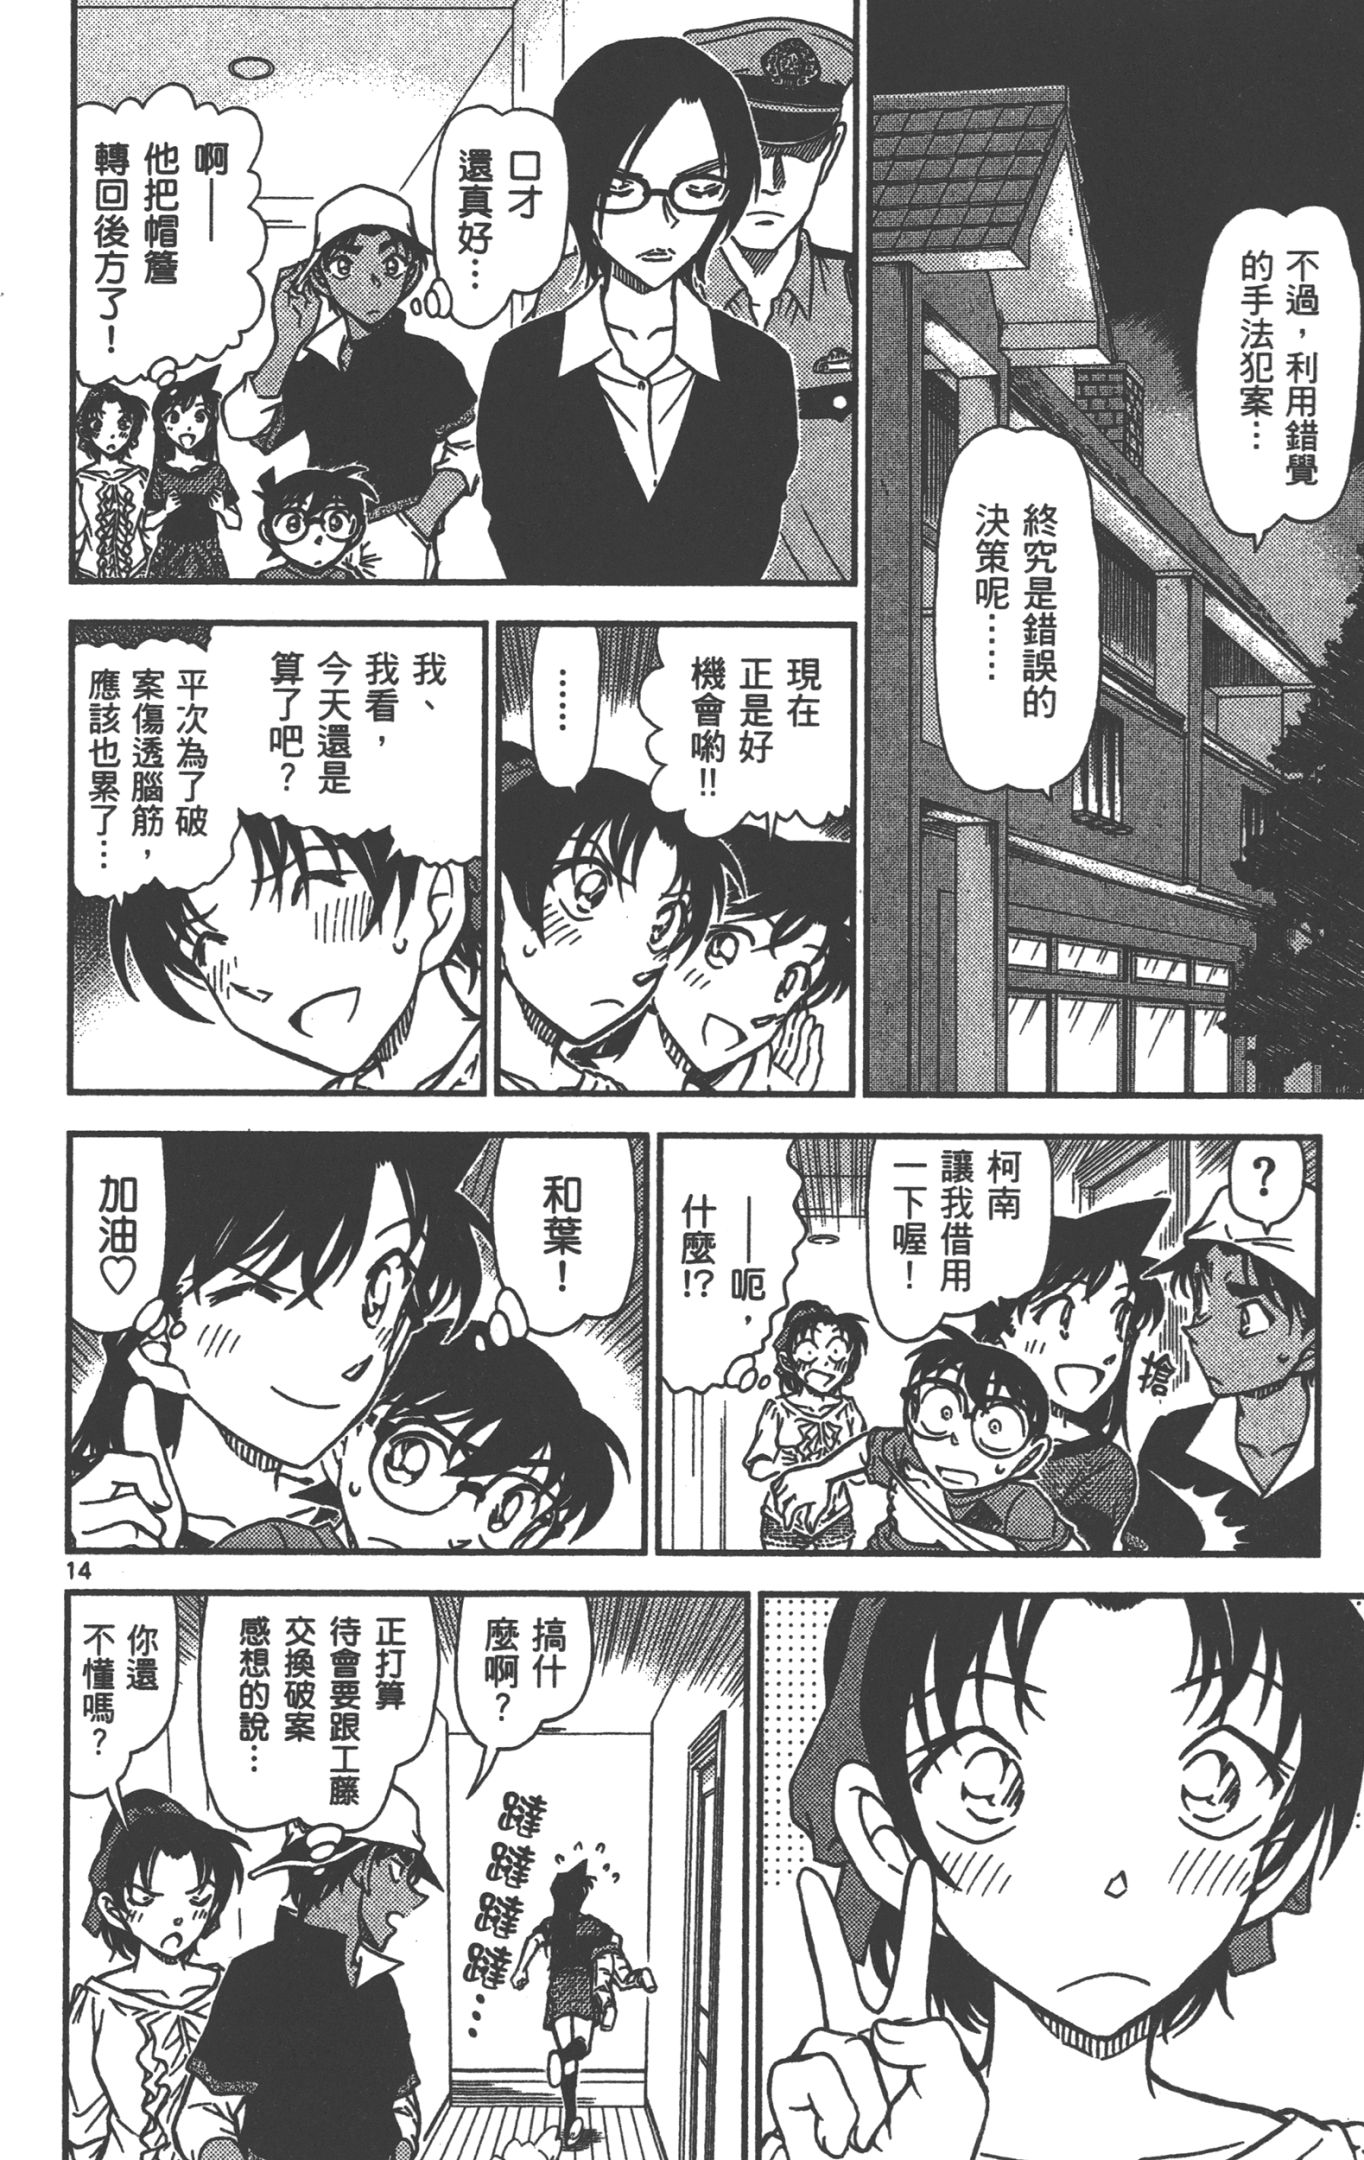 不過，利用錯覺
的手法犯案…
終究是錯誤的
決策呢……
口才
還真好…
啊——
他把帽簷
轉回後方了！
現在
正是好
機會喲!!
……
我、
我看，
今天還是
算了吧？
平次為了破
案傷透腦筋，
應該也累了…
？
柯南
讓我借用
一下喔！
搶
——呃，
什麼!?
和葉！
加油♡
14
搞什
麼啊？
躂躂躂躂…
正打算
待會要跟工藤
交換破案
感想的說…
你還
不懂嗎？